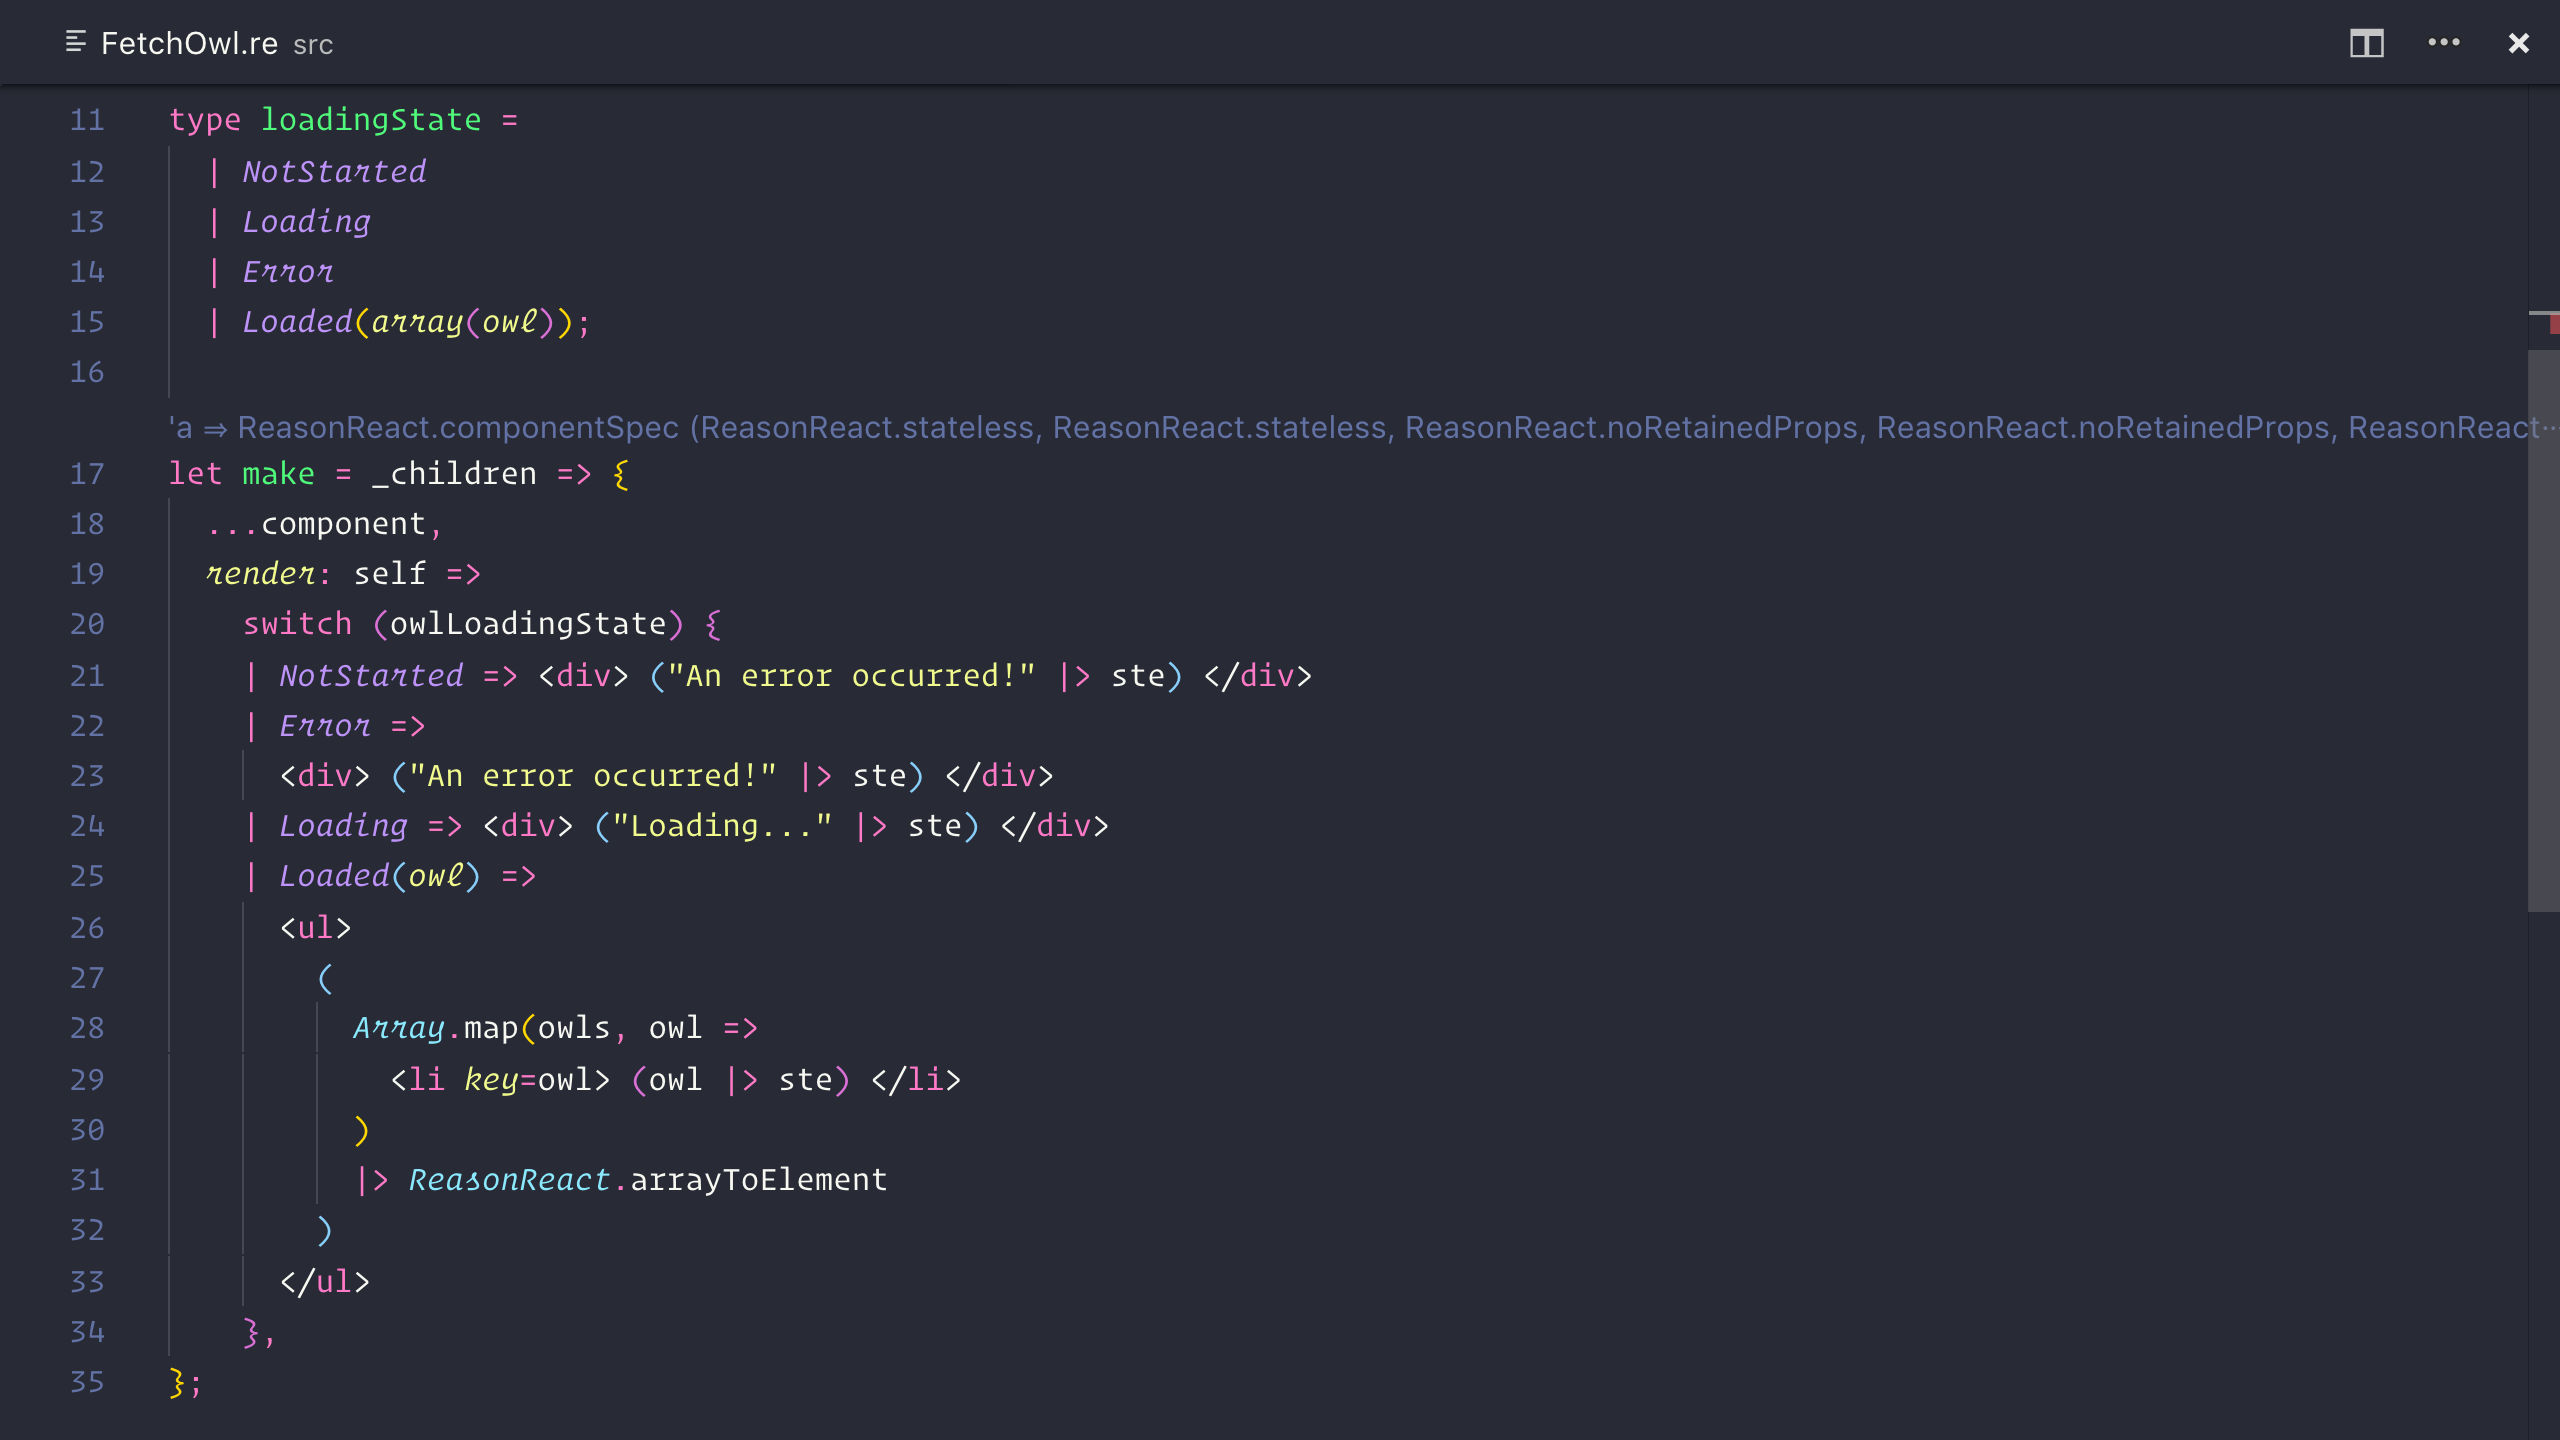 FetchOwl.re src
11 type loadingState =
12   | NotStarted
13   | Loading
14   | Error
15   | Loaded(array(owl));
16
'a ⇒ ReasonReact.componentSpec (ReasonReact.stateless, ReasonReact.stateless, ReasonReact.noRetainedProps, ReasonReact.noRetainedProps, ReasonReact…
17 let make = _children => {
18   ...component,
19   render: self =>
20     switch (owlLoadingState) {
21     | NotStarted => <div> ("An error occurred!" |> ste) </div>
22     | Error =>
23       <div> ("An error occurred!" |> ste) </div>
24     | Loading => <div> ("Loading..." |> ste) </div>
25     | Loaded(owl) =>
26       <ul>
27         (
28           Array.map(owls, owl =>
29             <li key=owl> (owl |> ste) </li>
30           )
31           |> ReasonReact.arrayToElement
32         )
33       </ul>
34     },
35 };